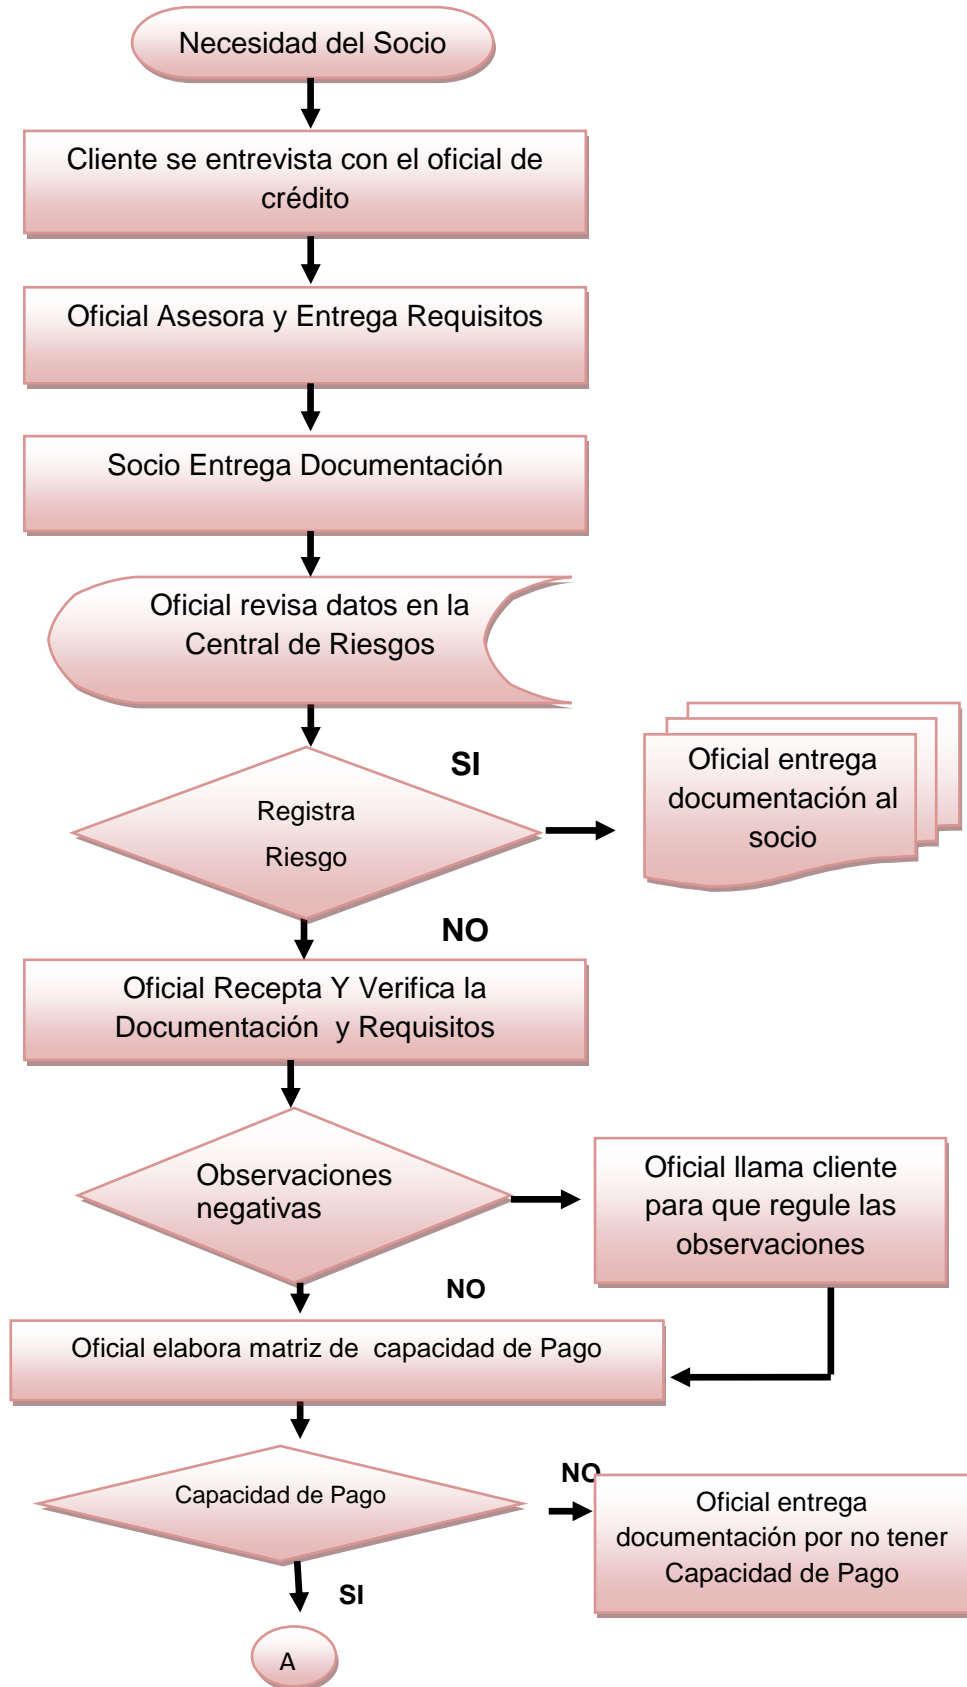 Necesidad del Socio
Cliente se entrevista con el oficial de
crédito
Oficial Asesora y Entrega Requisitos
Socio Entrega Documentación
Oficial revisa datos en la
Central de Riesgos
SI
Registra
Riesgo
Oficial entrega
documentación al
socio
NO
Oficial Recepta Y Verifica la
Documentación y Requisitos
Observaciones
negativas
Oficial llama cliente
para que regule las
observaciones
NO
Oficial elabora matriz de capacidad de Pago
Capacidad de Pago
NO
Oficial entrega
documentación por no tener
Capacidad de Pago
SI
A